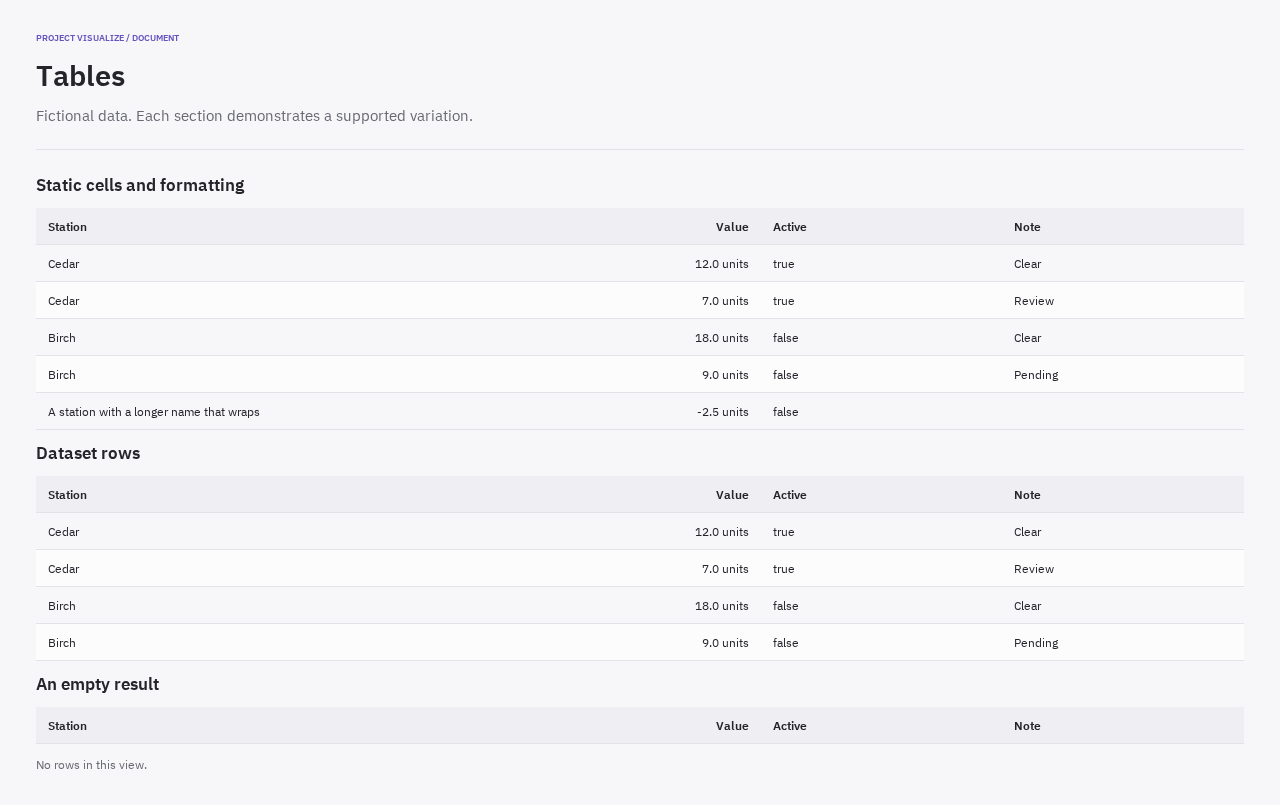 PROJECT VISUALIZE / DOCUMENT
Tables
Fictional data. Each section demonstrates a supported variation.
Static cells and formatting
Station Value Active Note
Cedar 12.0 units true Clear
Cedar 7.0 units true Review
Birch 18.0 units false Clear
Birch 9.0 units false Pending
A station with a longer name that wraps -2.5 units false
Dataset rows
Station Value Active Note
Cedar 12.0 units true Clear
Cedar 7.0 units true Review
Birch 18.0 units false Clear
Birch 9.0 units false Pending
An empty result
Station Value Active Note
No rows in this view.